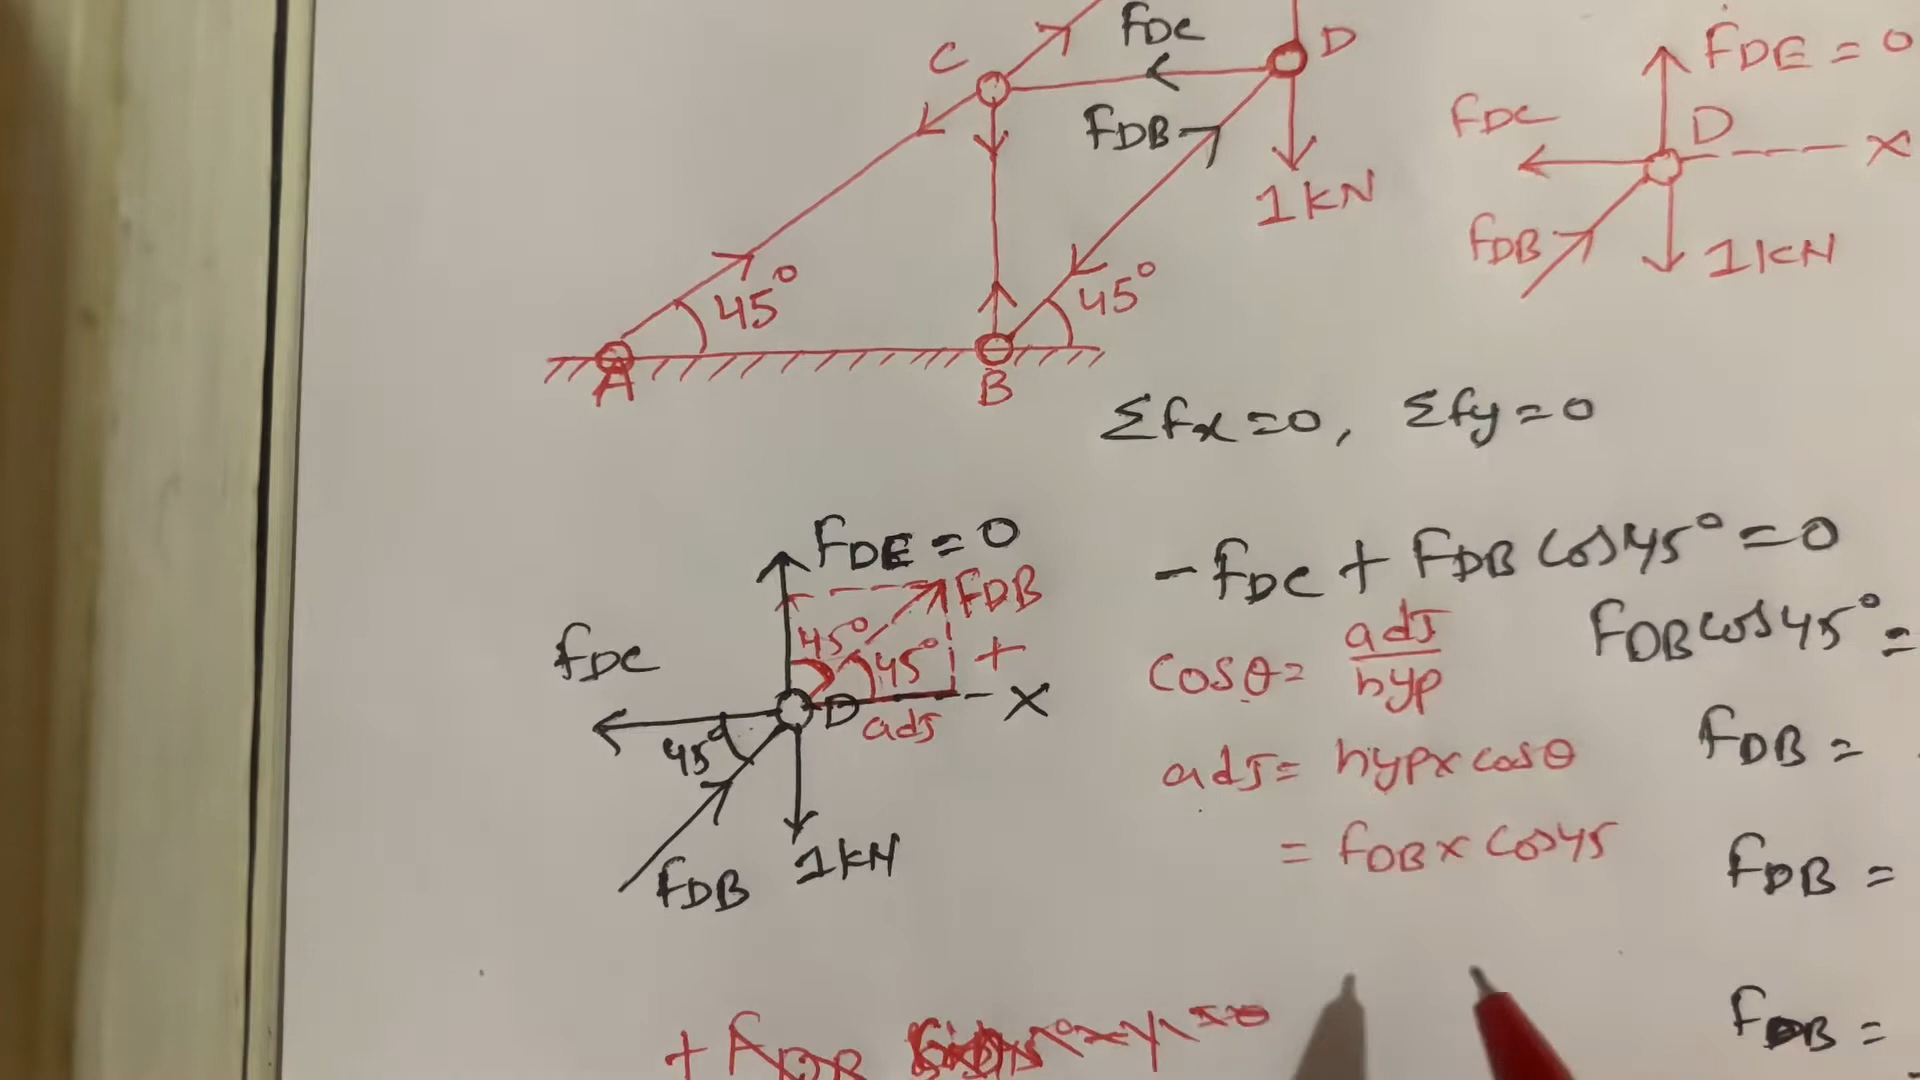 C
FDC
D
FDB
1KN
45°
45°
A
B
FDE = 0
FDC
D
X
FDB
1KN
Σfx = 0, Σfy = 0
FDE = 0
FDB
45°
45°
+
FDC
D
X
adj
45°
FDB
1KN
- FDC + FDB cos45° = 0
cosθ = adj/hyp
FDB cos45° =
adj = hyp x cosθ
FDB =
= FDB x cos45
FDB =
FDB =